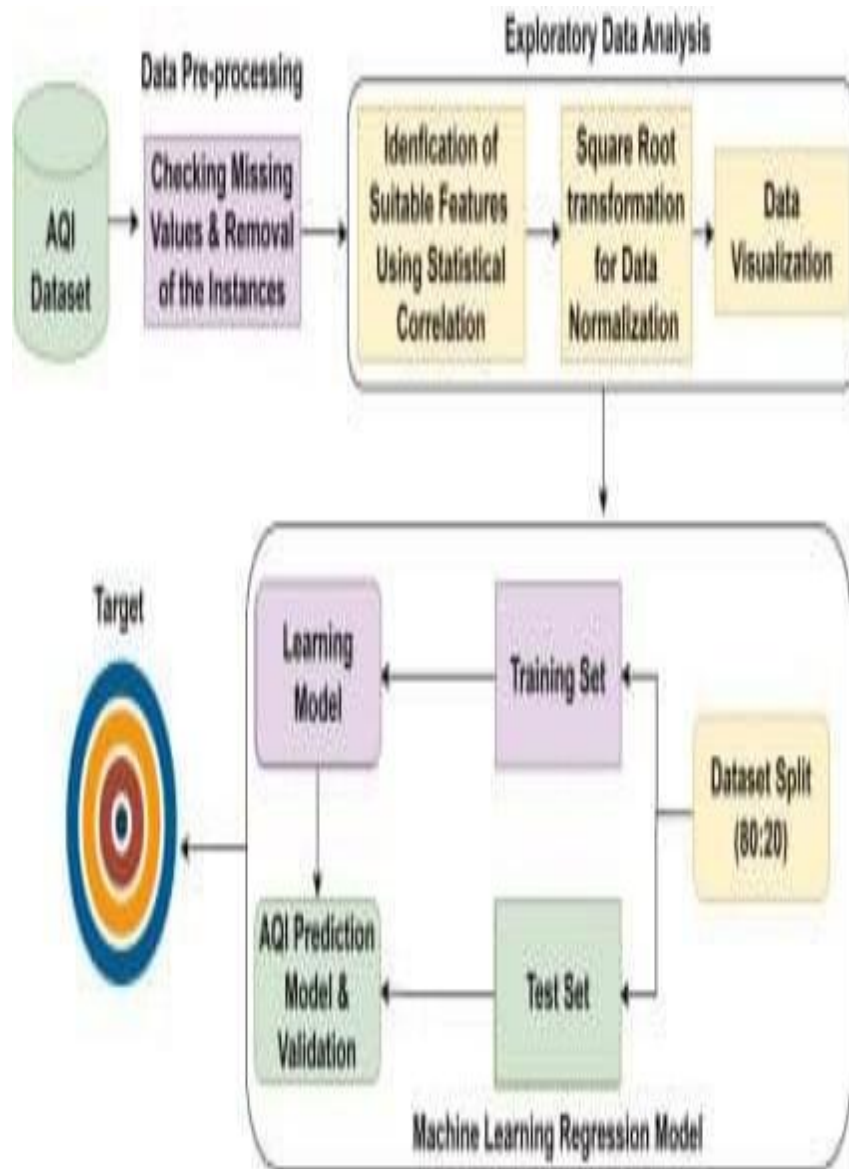 Exploratory Data Analysis
Data Pre-processing
AQI
Dataset
Checking Missing
Values & Removal
of the Instances
Idenfication of
Suitable Features
Using Statistical
Correlation
Square Root
transformation
for Data
Normalization
Data
Visualization
Target
Learning
Model
Training Set
Dataset Split
(80:20)
AQI Prediction
Model &
Validation
Test Set
Machine Learning Regression Model